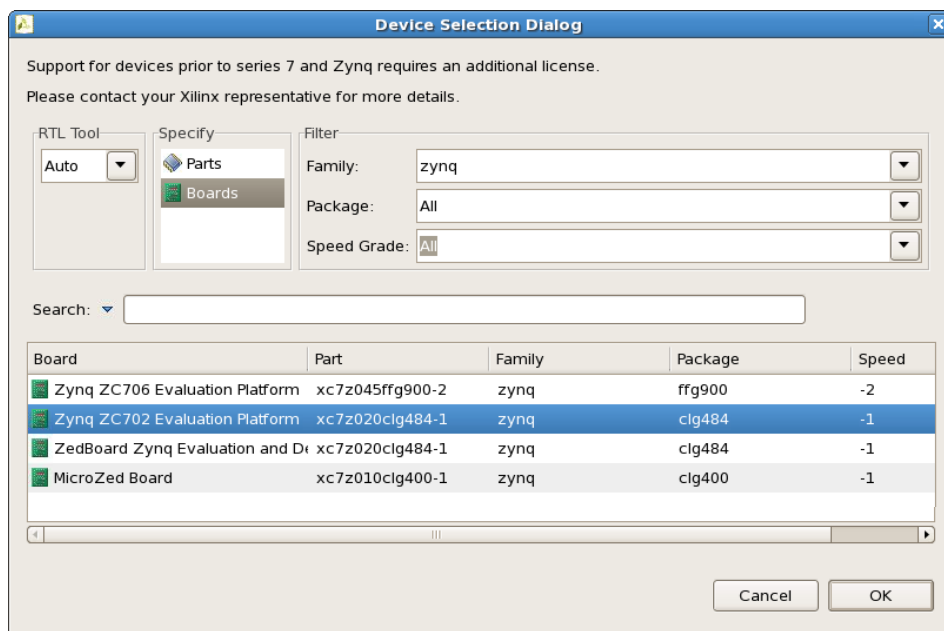 Device Selection Dialog
Support for devices prior to series 7 and Zynq requires an additional license.
Please contact your Xilinx representative for more details.
RTL Tool Specify Filter
Auto Parts Family: zynq
Boards Package: All
Speed Grade: All
Search:
Board Part Family Package Speed
Zynq ZC706 Evaluation Platform xc7z045ffg900-2 zynq ffg900 -2
Zynq ZC702 Evaluation Platform xc7z020clg484-1 zynq clg484 -1
ZedBoard Zynq Evaluation and De xc7z020clg484-1 zynq clg484 -1
MicroZed Board xc7z010clg400-1 zynq clg400 -1
Cancel OK